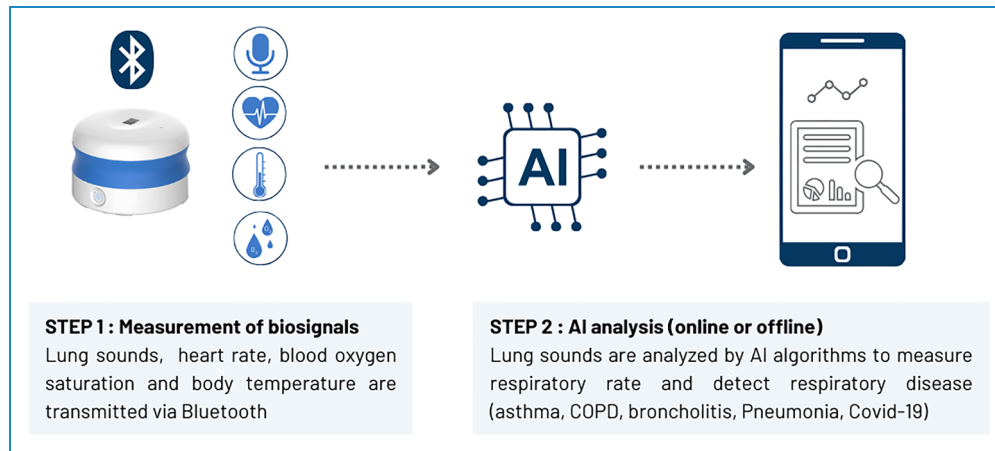 AI
STEP 1 : Measurement of biosignals
Lung sounds, heart rate, blood oxygen
saturation and body temperature are
transmitted via Bluetooth
STEP 2 : AI analysis (online or offline)
Lung sounds are analyzed by AI algorithms to measure
respiratory rate and detect respiratory disease
(asthma, COPD, broncholitis, Pneumonia, Covid-19)